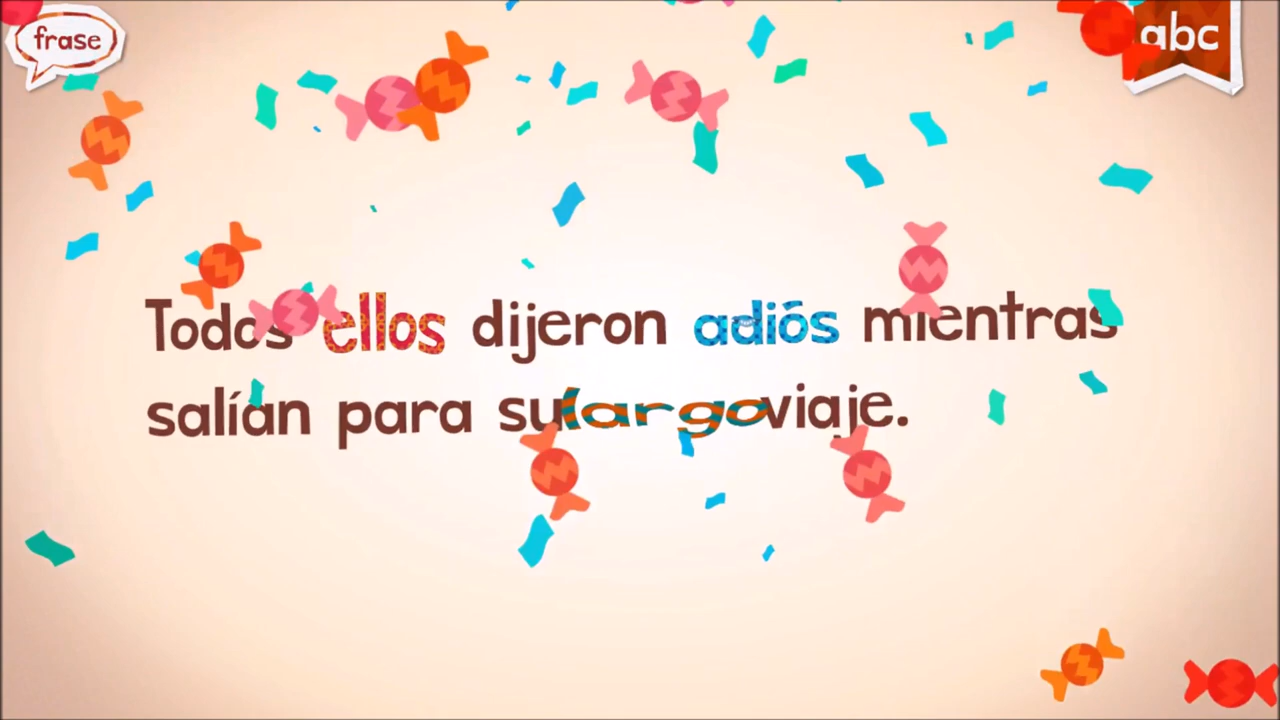 frase
abc
Todos ellos dijeron adiós mientras
salían para su largo viaje.